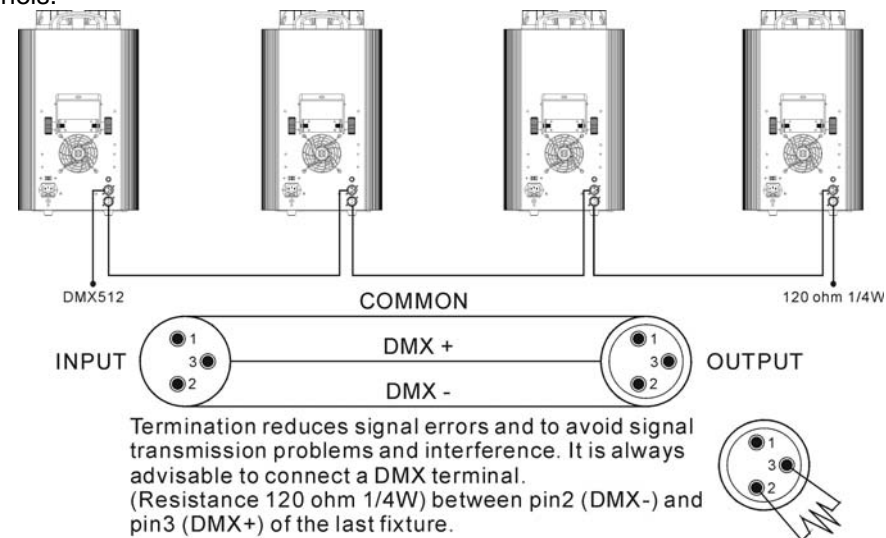 DMX512
120 ohm 1/4W
COMMON
INPUT
1
3
2
DMX +
DMX -
1
3
2
OUTPUT
Termination reduces signal errors and to avoid signal
transmission problems and interference. It is always
advisable to connect a DMX terminal.
(Resistance 120 ohm 1/4W) between pin2 (DMX-) and
pin3 (DMX+) of the last fixture.
1
3
2